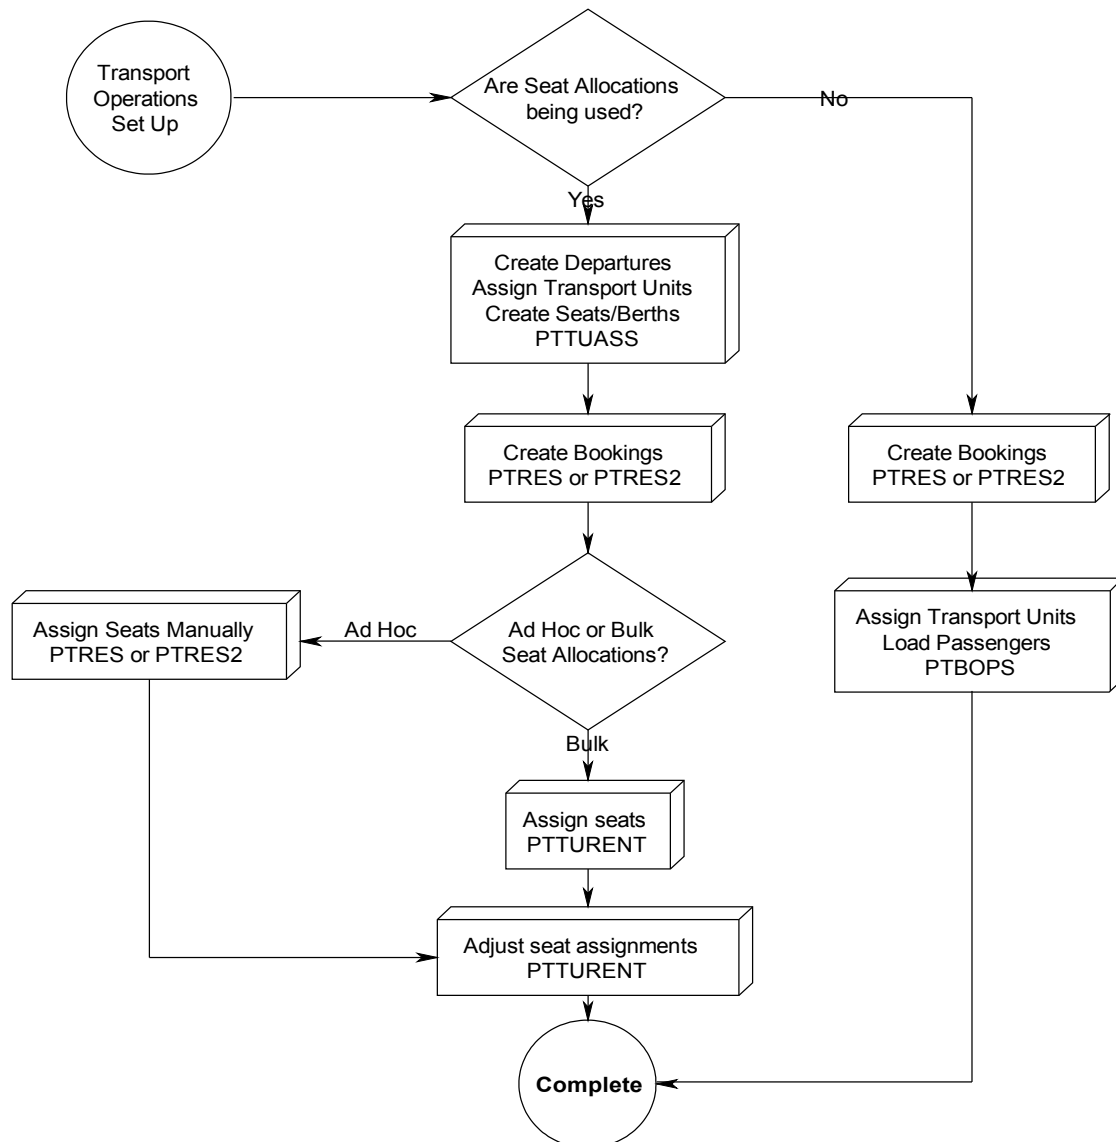 Transport
Operations
Set Up
Are Seat Allocations
being used?
No
Yes
Create Departures
Assign Transport Units
Create Seats/Berths
PTTUASS
Create Bookings
PTRES or PTRES2
Create Bookings
PTRES or PTRES2
Assign Seats Manually
PTRES or PTRES2
Ad Hoc
Ad Hoc or Bulk
Seat Allocations?
Assign Transport Units
Load Passengers
PTBOPS
Bulk
Assign seats
PTTURENT
Adjust seat assignments
PTTURENT
Complete